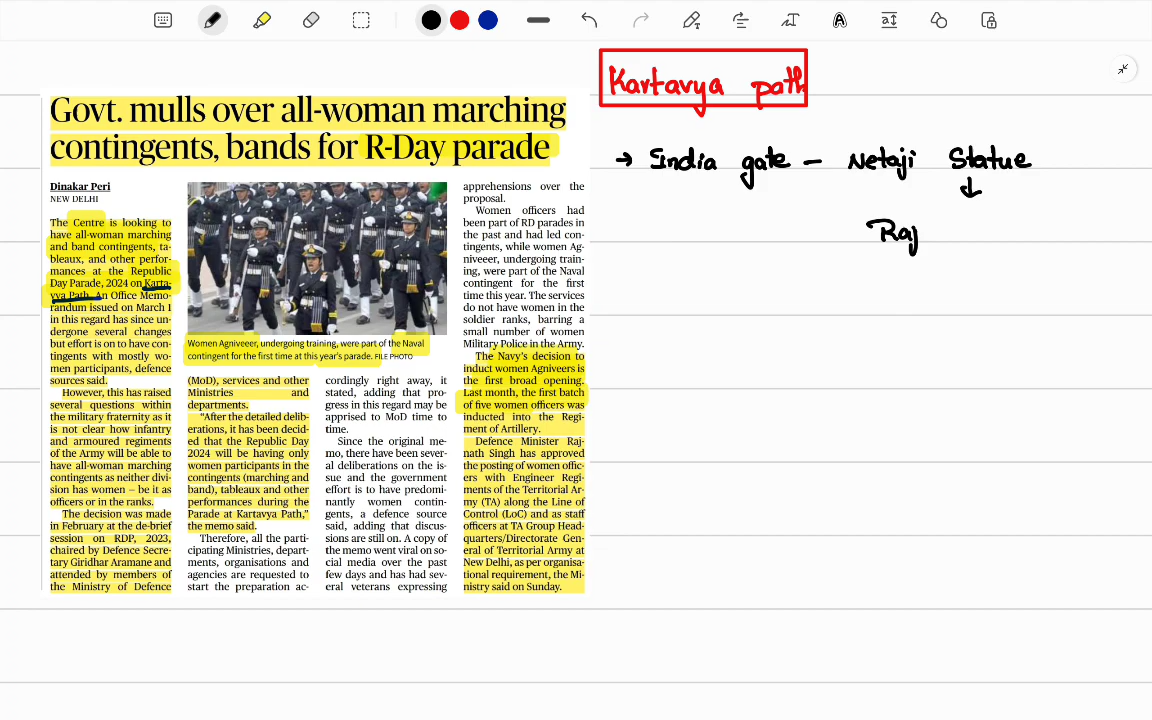 Govt. mulls over all-woman marching
contingents, bands for R-Day parade
Dinakar Peri
NEW DELHI
The Centre is looking to
have all-woman marching
and band contingents, ta-
bleaux, and other perfor-
mances at the Republic
Day Parade, 2024 on Karta-
vya Path. An Office Memo-
randum issued on March 1
in this regard has since un-
dergone several changes
but effort is on to have con-
tingents with mostly wo-
men participants, defence
sources said.
However, this has raised
several questions within
the military fraternity as it
is not clear how infantry
and armoured regiments
of the Army will be able to
have all-woman marching
contingents as neither divi-
sion has women – be it as
officers or in the ranks.
The decision was made
in February at the de-brief
session on RDP, 2023,
chaired by Defence Secre-
tary Giridhar Aramane and
attended by members of
the Ministry of Defence
Women Agniveeer, undergoing training, were part of the Naval
contingent for the first time at this year's parade. FILE PHOTO
(MoD), services and other
Ministries and
departments.
"After the detailed delib-
erations, it has been decid-
ed that the Republic Day
2024 will be having only
women participants in the
contingents (marching and
band), tableaux and other
performances during the
Parade at Kartavya Path,"
the memo said.
Therefore, all the parti-
cipating Ministries, depart-
ments, organisations and
agencies are requested to
start the preparation ac-
cordingly right away, it
stated, adding that pro-
gress in this regard may be
apprised to MoD time to
time.
Since the original me-
mo, there have been sever-
al deliberations on the is-
sue and the government
effort is to have predomi-
nantly women contin-
gents, a defence source
said, adding that discus-
sions are still on. A copy of
the memo went viral on so-
cial media over the past
few days and has had sev-
eral veterans expressing
apprehensions over the
proposal.
Women officers had
been part of RD parades in
the past and had led con-
tingents, while women Ag-
niveeer, undergoing train-
ing, were part of the Naval
contingent for the first
time this year. The services
do not have women in the
soldier ranks, barring a
small number of women
Military Police in the Army.
The Navy's decision to
induct women Agniveers is
the first broad opening.
Last month, the first batch
of five women officers was
inducted into the Regi-
ment of Artillery.
Defence Minister Raj-
nath Singh has approved
the posting of women offic-
ers with Engineer Regi-
ments of the Territorial Ar-
my (TA) along the Line of
Control (LoC) and as staff
officers at TA Group Head-
quarters/Directorate Gen-
eral of Territorial Army at
New Delhi, as per organisa-
tional requirement, the Mi-
nistry said on Sunday.
Kartavya path
→ India gate – Netaji Statue
↓
Raj